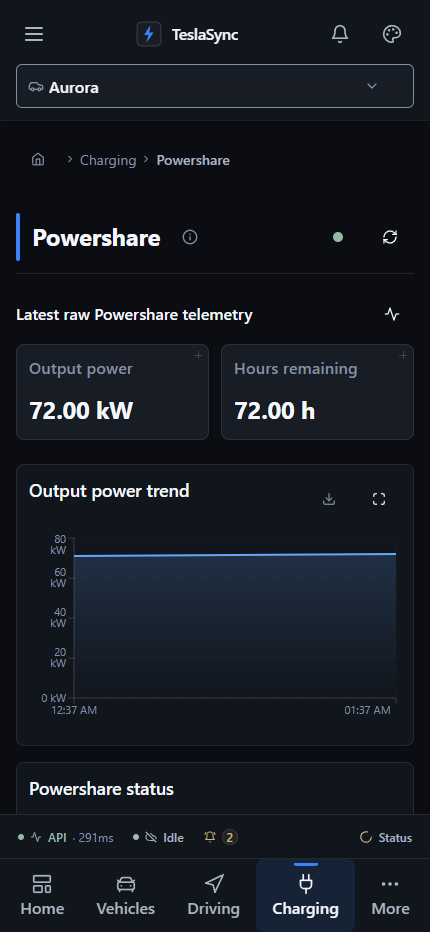 TeslaSync
Aurora
Charging
Powershare
Powershare
Latest raw Powershare telemetry
Output power
72.00 kW
Hours remaining
72.00 h
Output power trend
80
kW
60
kW
40
kW
20
kW
0 kW
12:37 AM
01:37 AM
Powershare status
API · 291ms
Idle
2
Status
Home
Vehicles
Driving
Charging
More